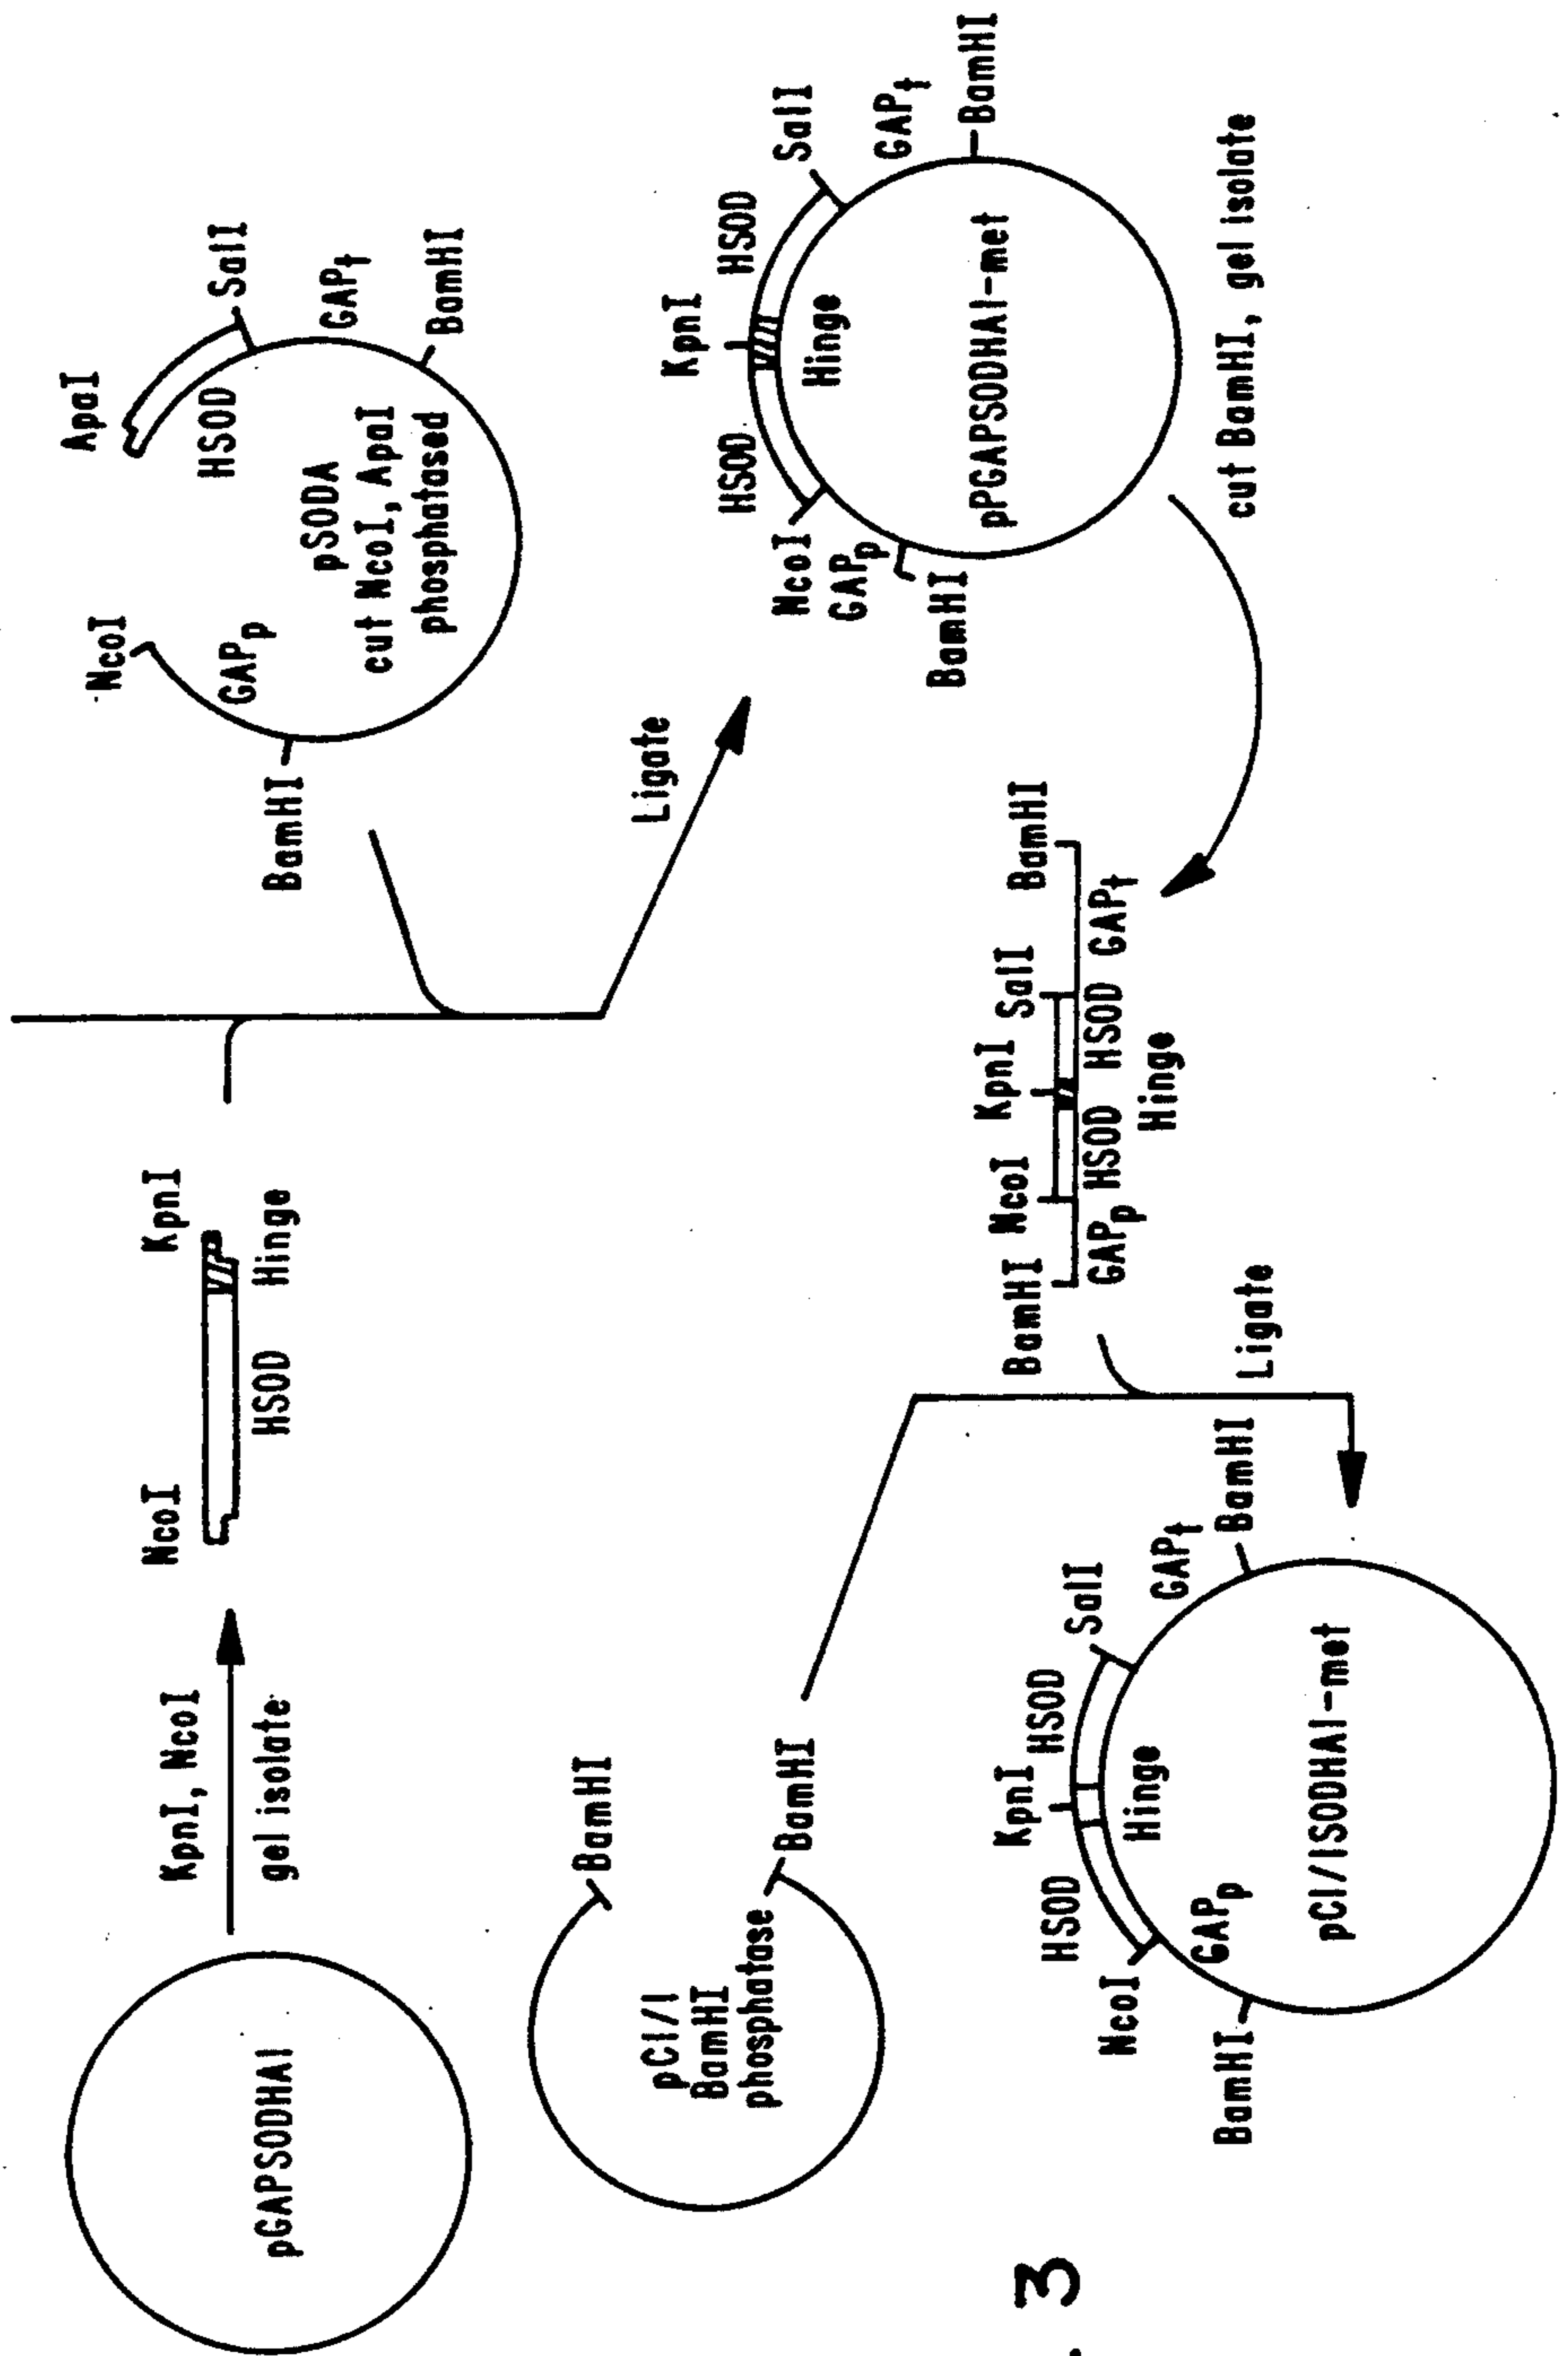 ApaI
NcoI
SalI
HSOD
GAPp
GAPt
BamHI
BamHI
pSODA
cut NcoI, ApaI
phosphatased
pGAPSODHAI
KpnI, NcoI
gel isolate
NcoI KpnI
HSOD Hinge
Ligate
KpnI
HSOD HSOD
NcoI SalI
Hinge
GAPp GAPt
BamHI BamHI
pPGAPSODHAI-met
cut BamHI, gel isolate
BamHI
pCI/I
BamHI
phosphatase
BamHI
KpnI
BamHI NcoI SalI BamHI
GAPp HSOD HSOD GAPt
Hinge
Ligate
KpnI
HSOD HSOD
NcoI SalI
Hinge
GAPp GAPt
BamHI BamHI
pCI/ISODHAI-met
. 3